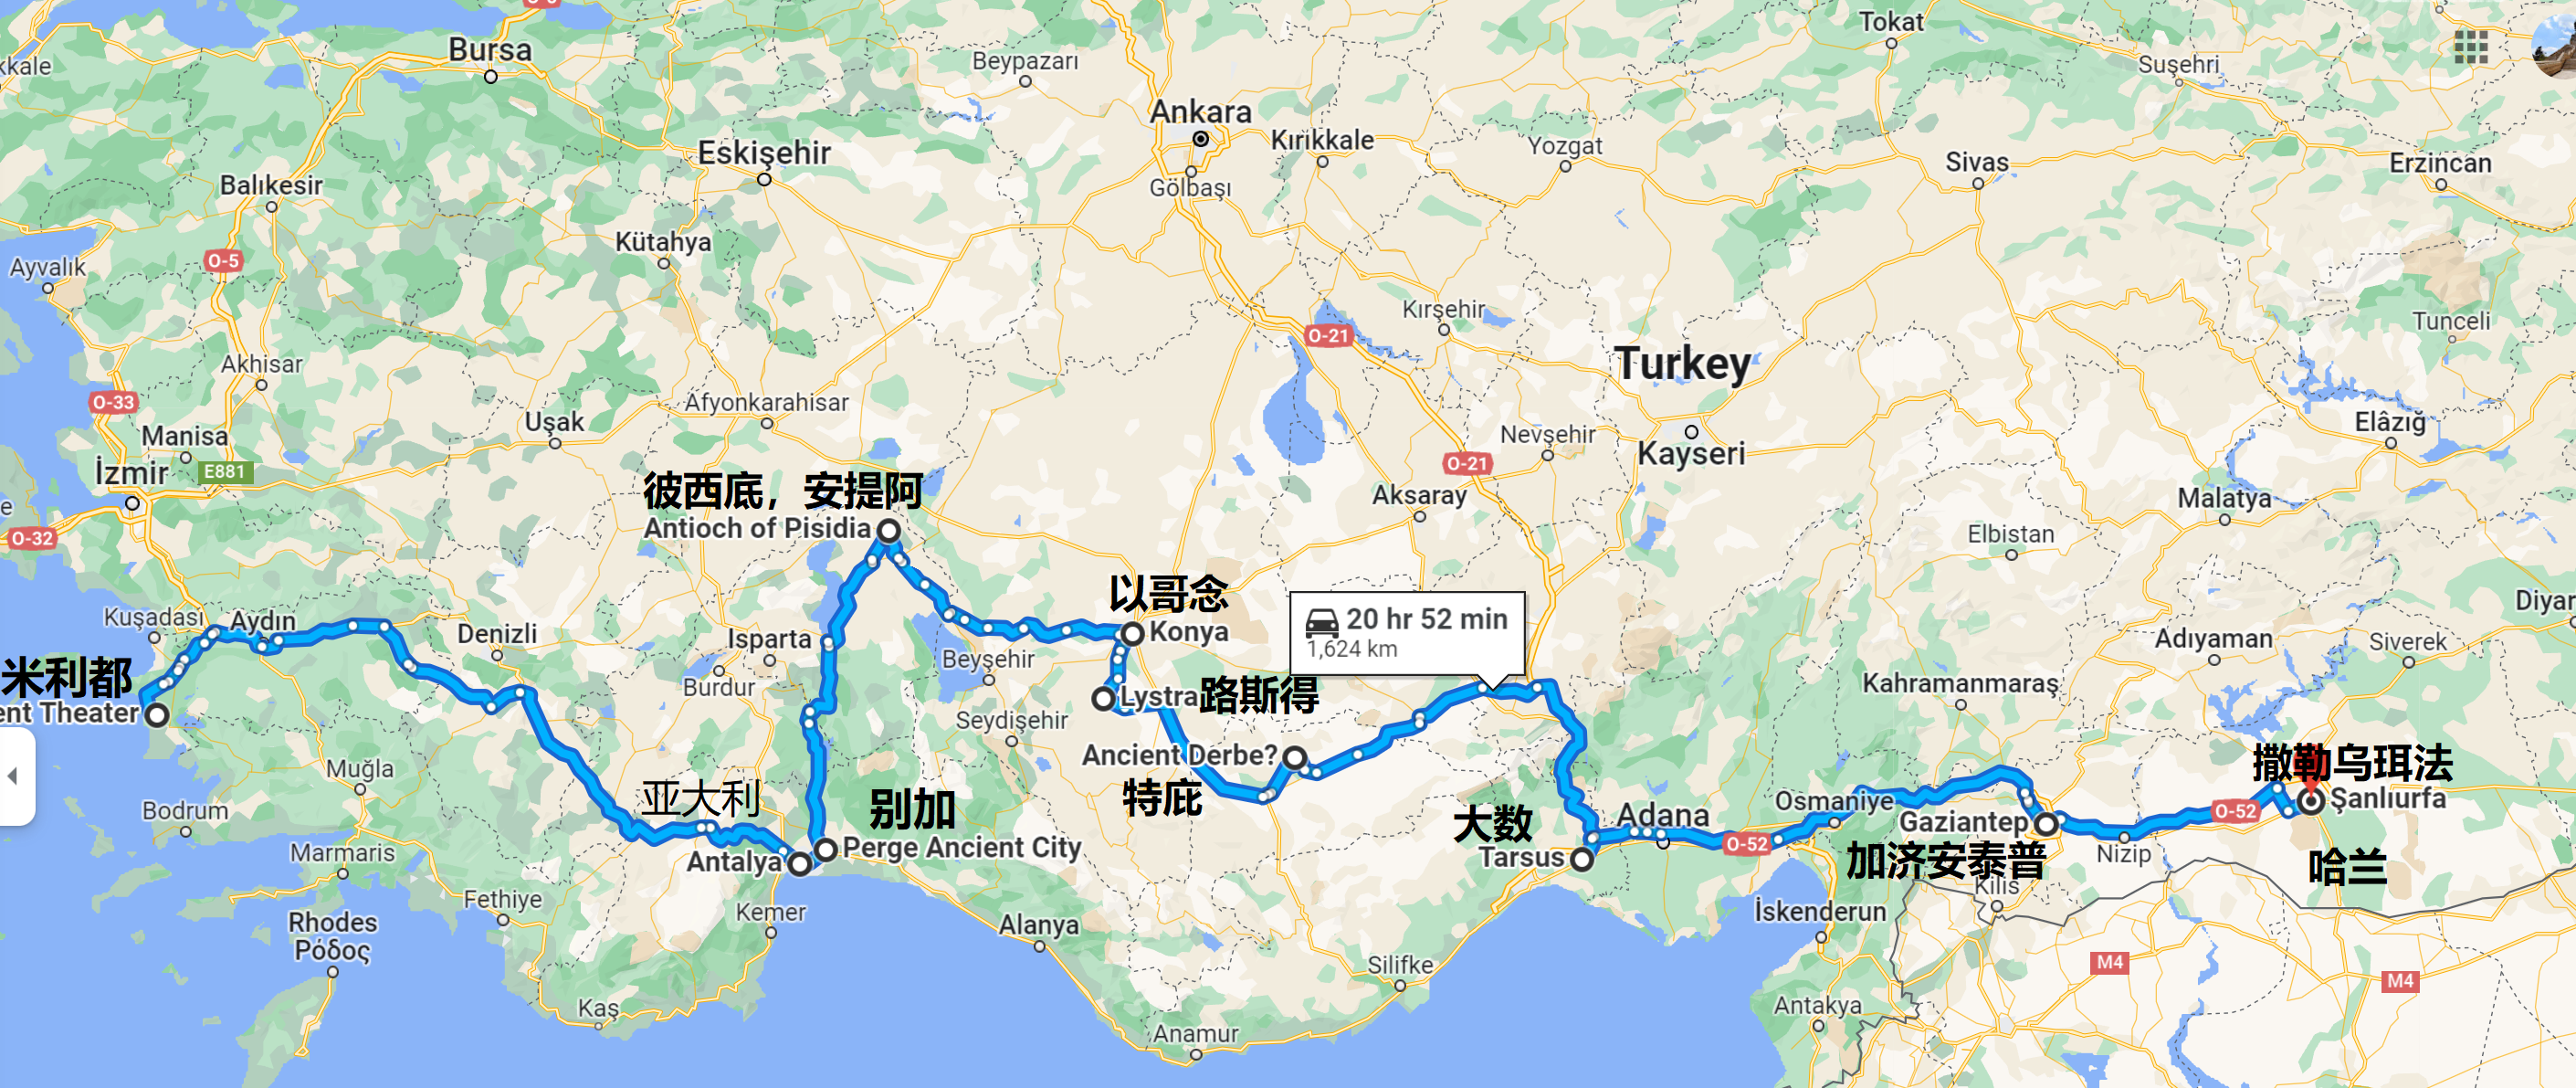 Bursa
kkale
Beypazarı
Tokat
Suşehri
Ankara
Kırıkkale
Yozgat
Sivas
Erzincan
Eskişehir
Gölbaşı
Balıkesir
Kütahya
O-5
Ayvalık
Kırşehir
O-21
Tunceli
Turkey
Akhisar
O-33
Afyonkarahisar
Uşak
Manisa
Nevşehir
Elâzığ
Kayseri
İzmir
E881
O-21
彼西底，安提阿
Aksaray
Malatya
e
Antioch of Pisidia
O-32
Elbistan
以哥念
Diyar
Kuşadası
Aydın
Denizli
Isparta
Konya
20 hr 52 min
1,624 km
Adıyaman
Siverek
Beyşehir
米利都
Burdur
Lystra
路斯得
Kahramanmaraş
ent Theater
Seydişehir
Ancient Derbe?
撒勒乌珥法
Muğla
亚大利
特庇
Osmaniye
Şanlıurfa
Bodrum
别加
大数
Adana
O-52
Gaziantep
O-52
Marmaris
Antalya
Perge Ancient City
Tarsus
加济安泰普
Nizip
哈兰
Kilis
Fethiye
Kemer
Alanya
İskenderun
Rhodes
Ρόδος
Silifke
M4
M4
Kaş
Antakya
Anamur